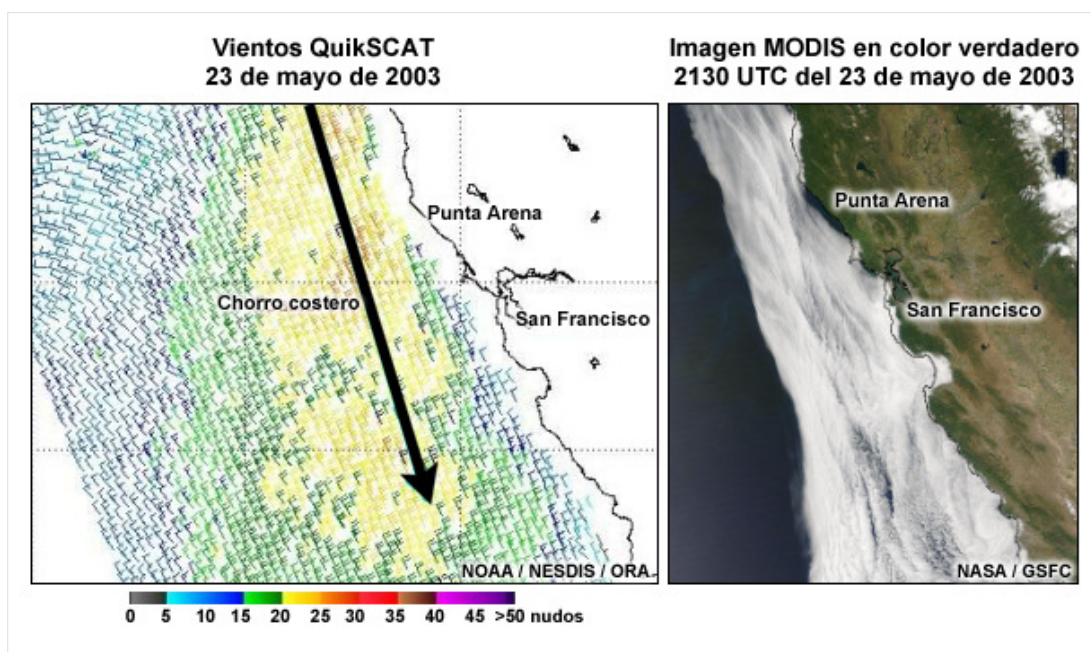 Vientos QuikSCAT
23 de mayo de 2003
Punta Arena
Chorro costero
San Francisco
NOAA / NESDIS / ORA
0 5 10 15 20 25 30 35 40 45 >50 nudos
Imagen MODIS en color verdadero
2130 UTC del 23 de mayo de 2003
Punta Arena
San Francisco
NASA / GSFC